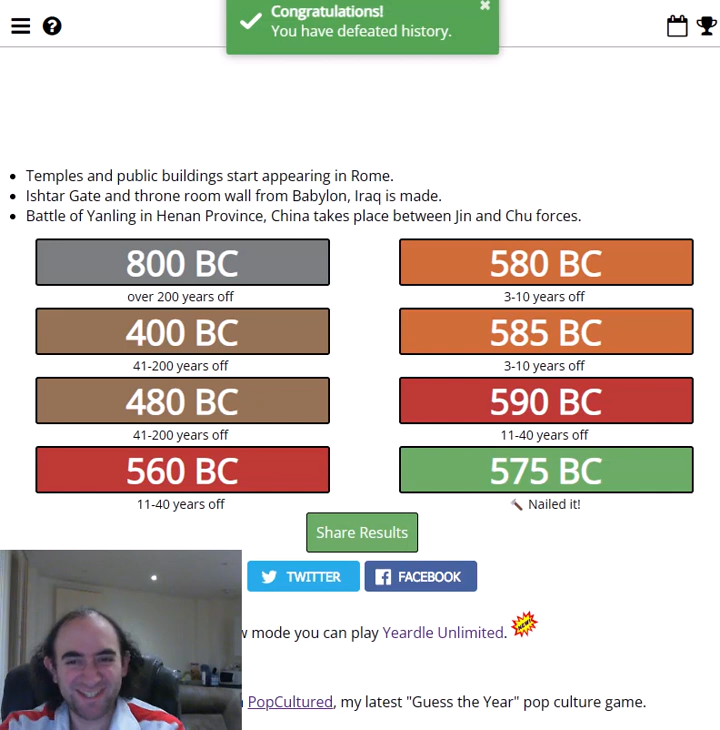 Congratulations!
You have defeated history.
Temples and public buildings start appearing in Rome.
Ishtar Gate and throne room wall from Babylon, Iraq is made.
Battle of Yanling in Henan Province, China takes place between Jin and Chu forces.
800 BC
over 200 years off
400 BC
41-200 years off
480 BC
41-200 years off
560 BC
11-40 years off
580 BC
3-10 years off
585 BC
3-10 years off
590 BC
11-40 years off
575 BC
Nailed it!
Share Results
TWITTER
FACEBOOK
mode you can play Yeardle Unlimited.
NEW!
PopCultured, my latest "Guess the Year" pop culture game.